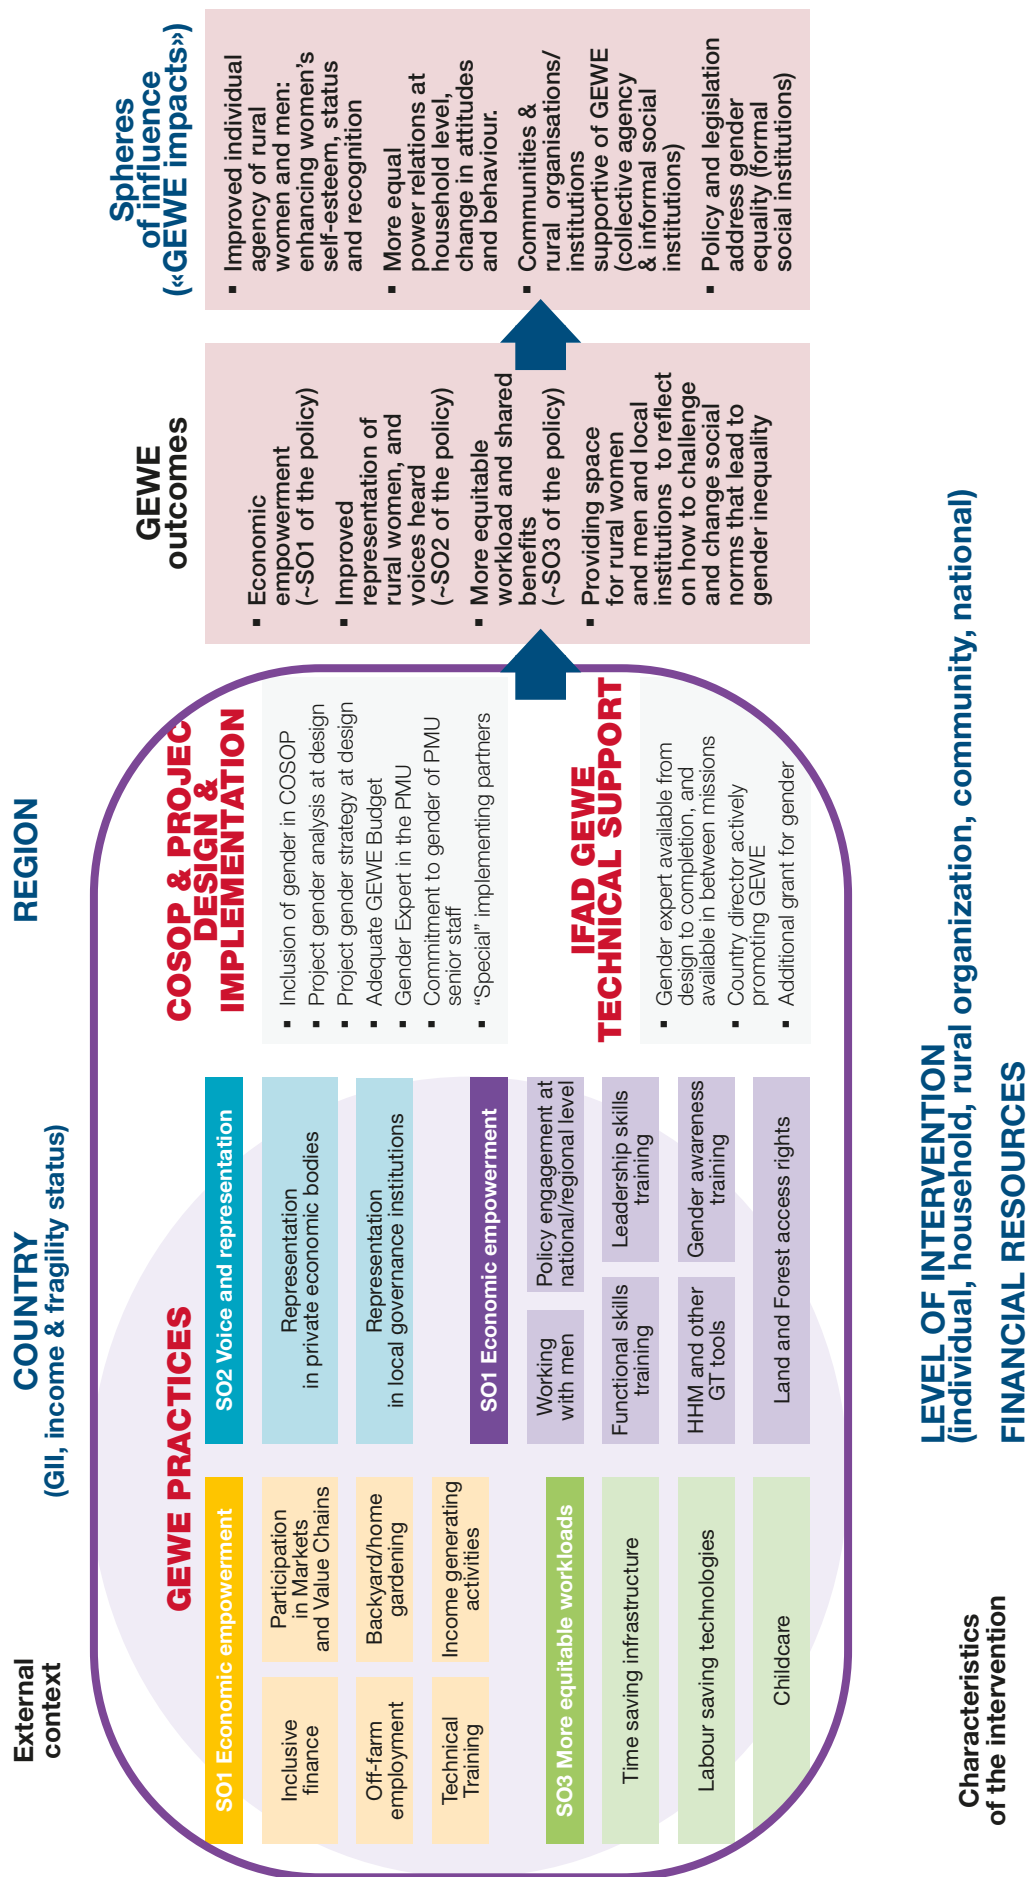 External
context
COUNTRY
(GII, income & fragility status)
REGION
GEWE PRACTICES
SO1 Economic empowerment
Inclusive
finance
Participation
in Markets
and Value Chains
Off-farm
employment
Backyard/home
gardening
Technical
Training
Income generating
activities
SO3 More equitable workloads
Time saving infrastructure
Labour saving technologies
Childcare
SO2 Voice and representation
Representation
in private economic bodies
Representation
in local governance institutions
SO1 Economic empowerment
Working
with men
Policy engagement at
national/regional level
Functional skills
training
Leadership skills
training
HHM and other
GT tools
Gender awareness
training
Land and Forest access rights
COSOP & PROJEC
DESIGN &
IMPLEMENTATION
▪ Inclusion of gender in COSOP
▪ Project gender analysis at design
▪ Project gender strategy at design
▪ Adequate GEWE Budget
▪ Gender Expert in the PMU
▪ Commitment to gender of PMU
senior staff
▪ “Special” implementing partners
IFAD GEWE
TECHNICAL SUPPORT
▪ Gender expert available from
design to completion, and
available in between missions
▪ Country director actively
promoting GEWE
▪ Additional grant for gender
GEWE
outcomes
▪ Economic
empowerment
(~SO1 of the policy)
▪ Improved
representation of
rural women, and
voices heard
(~SO2 of the policy)
▪ More equitable
workload and shared
benefits
(~SO3 of the policy)
▪ Providing space
for rural women
and men and local
institutions to reflect
on how to challenge
and change social
norms that lead to
gender inequality
Spheres
of influence
(«GEWE impacts»)
▪ Improved individual
agency of rural
women and men:
enhancing women’s
self-esteem, status
and recognition
▪ More equal
power relations at
household level,
change in attitudes
and behaviour.
▪ Communities &
rural organisations/
institutions
supportive of GEWE
(collective agency
& informal social
institutions)
▪ Policy and legislation
address gender
equality (formal
social institutions)
Characteristics
of the intervention
LEVEL OF INTERVENTION
(individual, household, rural organization, community, national)
FINANCIAL RESOURCES